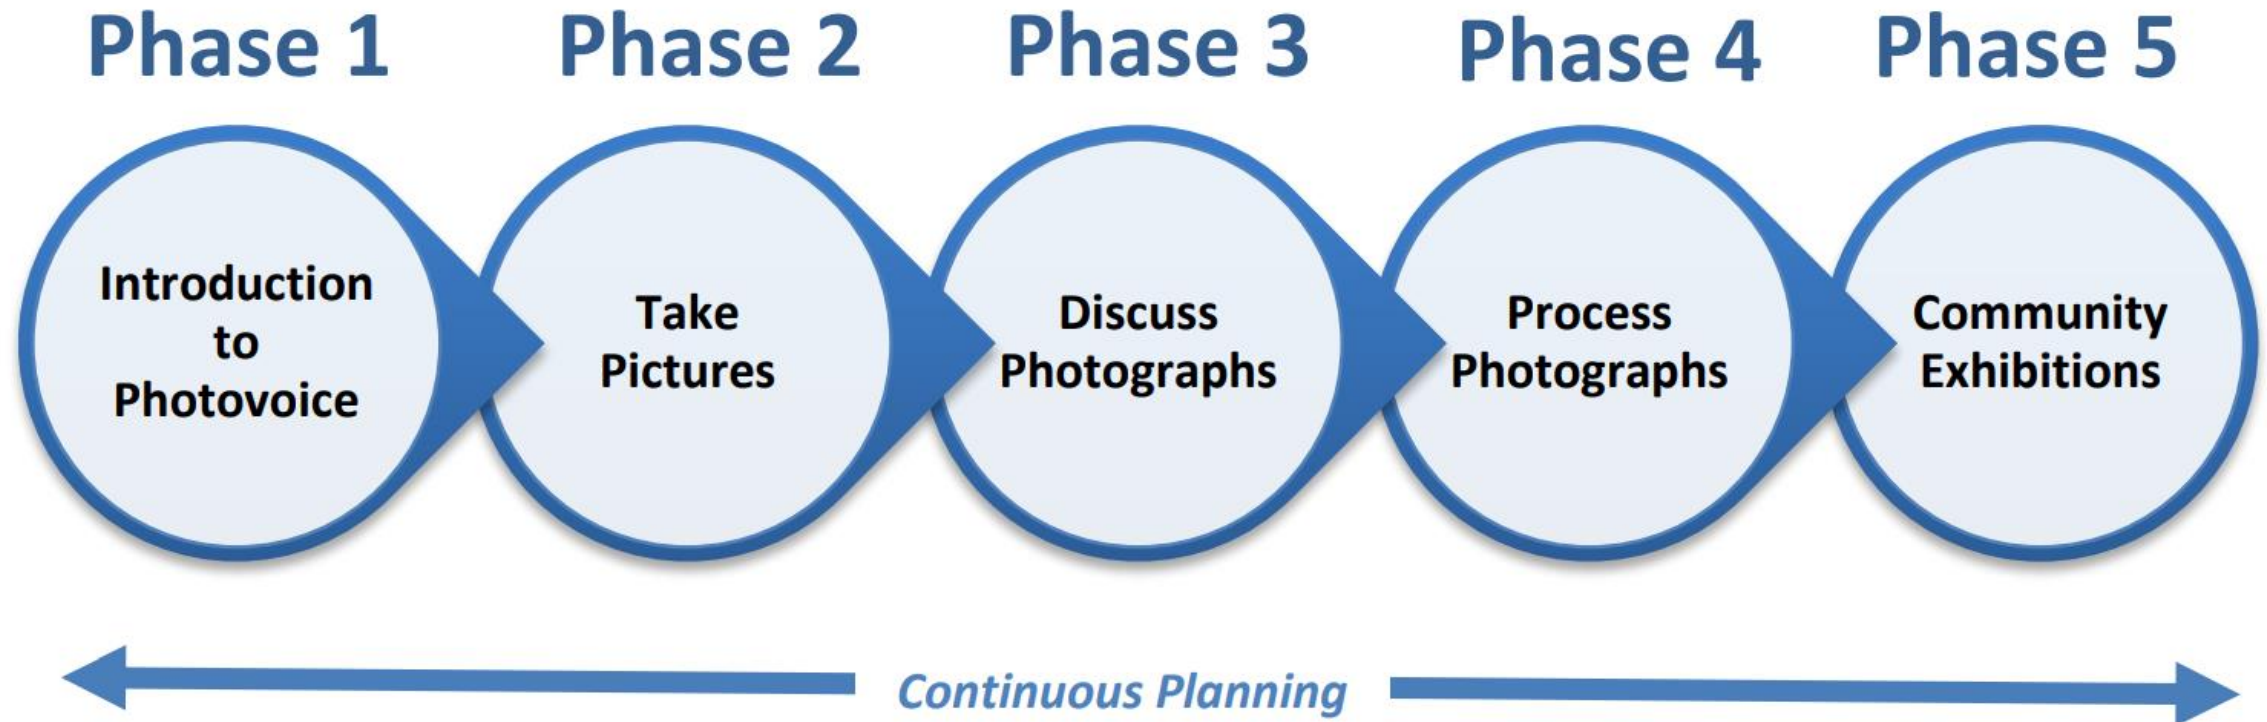 Phase 1
Phase 2
Phase 3
Phase 4
Phase 5
Introduction
to
Photovoice
Take
Pictures
Discuss
Photographs
Process
Photographs
Community
Exhibitions
Continuous Planning